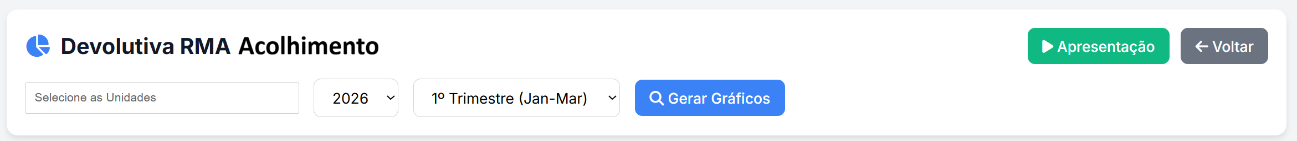 Devolutiva RMA Acolhimento
Apresentação
Voltar
Selecione as Unidades
2026
1º Trimestre (Jan-Mar)
Gerar Gráficos